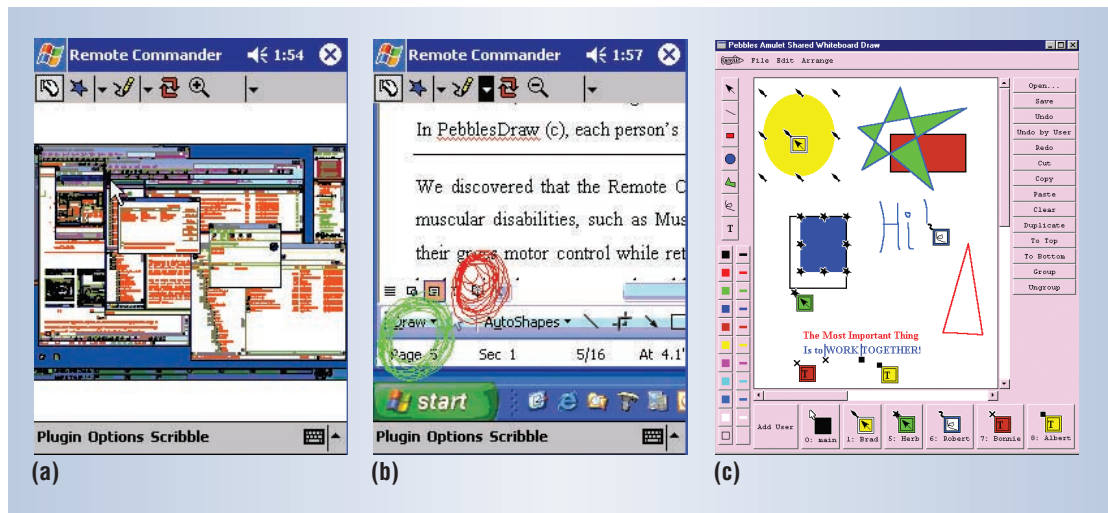 Remote Commander 1:54
Plugin Options Scribble
(a)
Remote Commander 1:57
In PebblesDraw (c), each person's
We discovered that the Remote C
muscular disabilities, such as Mus
their gross motor control while ret
Draw AutoShapes
Page 5 Sec 1 5/16 At 4.1"
start
Plugin Options Scribble
(b)
Pebbles Amulet Shared Whiteboard Draw
File Edit Arrange
T
Hi!
The Most Important Thing
Is to WORK TOGETHER!
T T
Open...
Save
Undo
Undo by User
Redo
Cut
Copy
Paste
Clear
Duplicate
To Top
To Bottom
Group
Ungroup
Add User
0: main
1: Brad
5: Herb
6: Robert
T
7: Bonnie
T
8: Albert
(c)